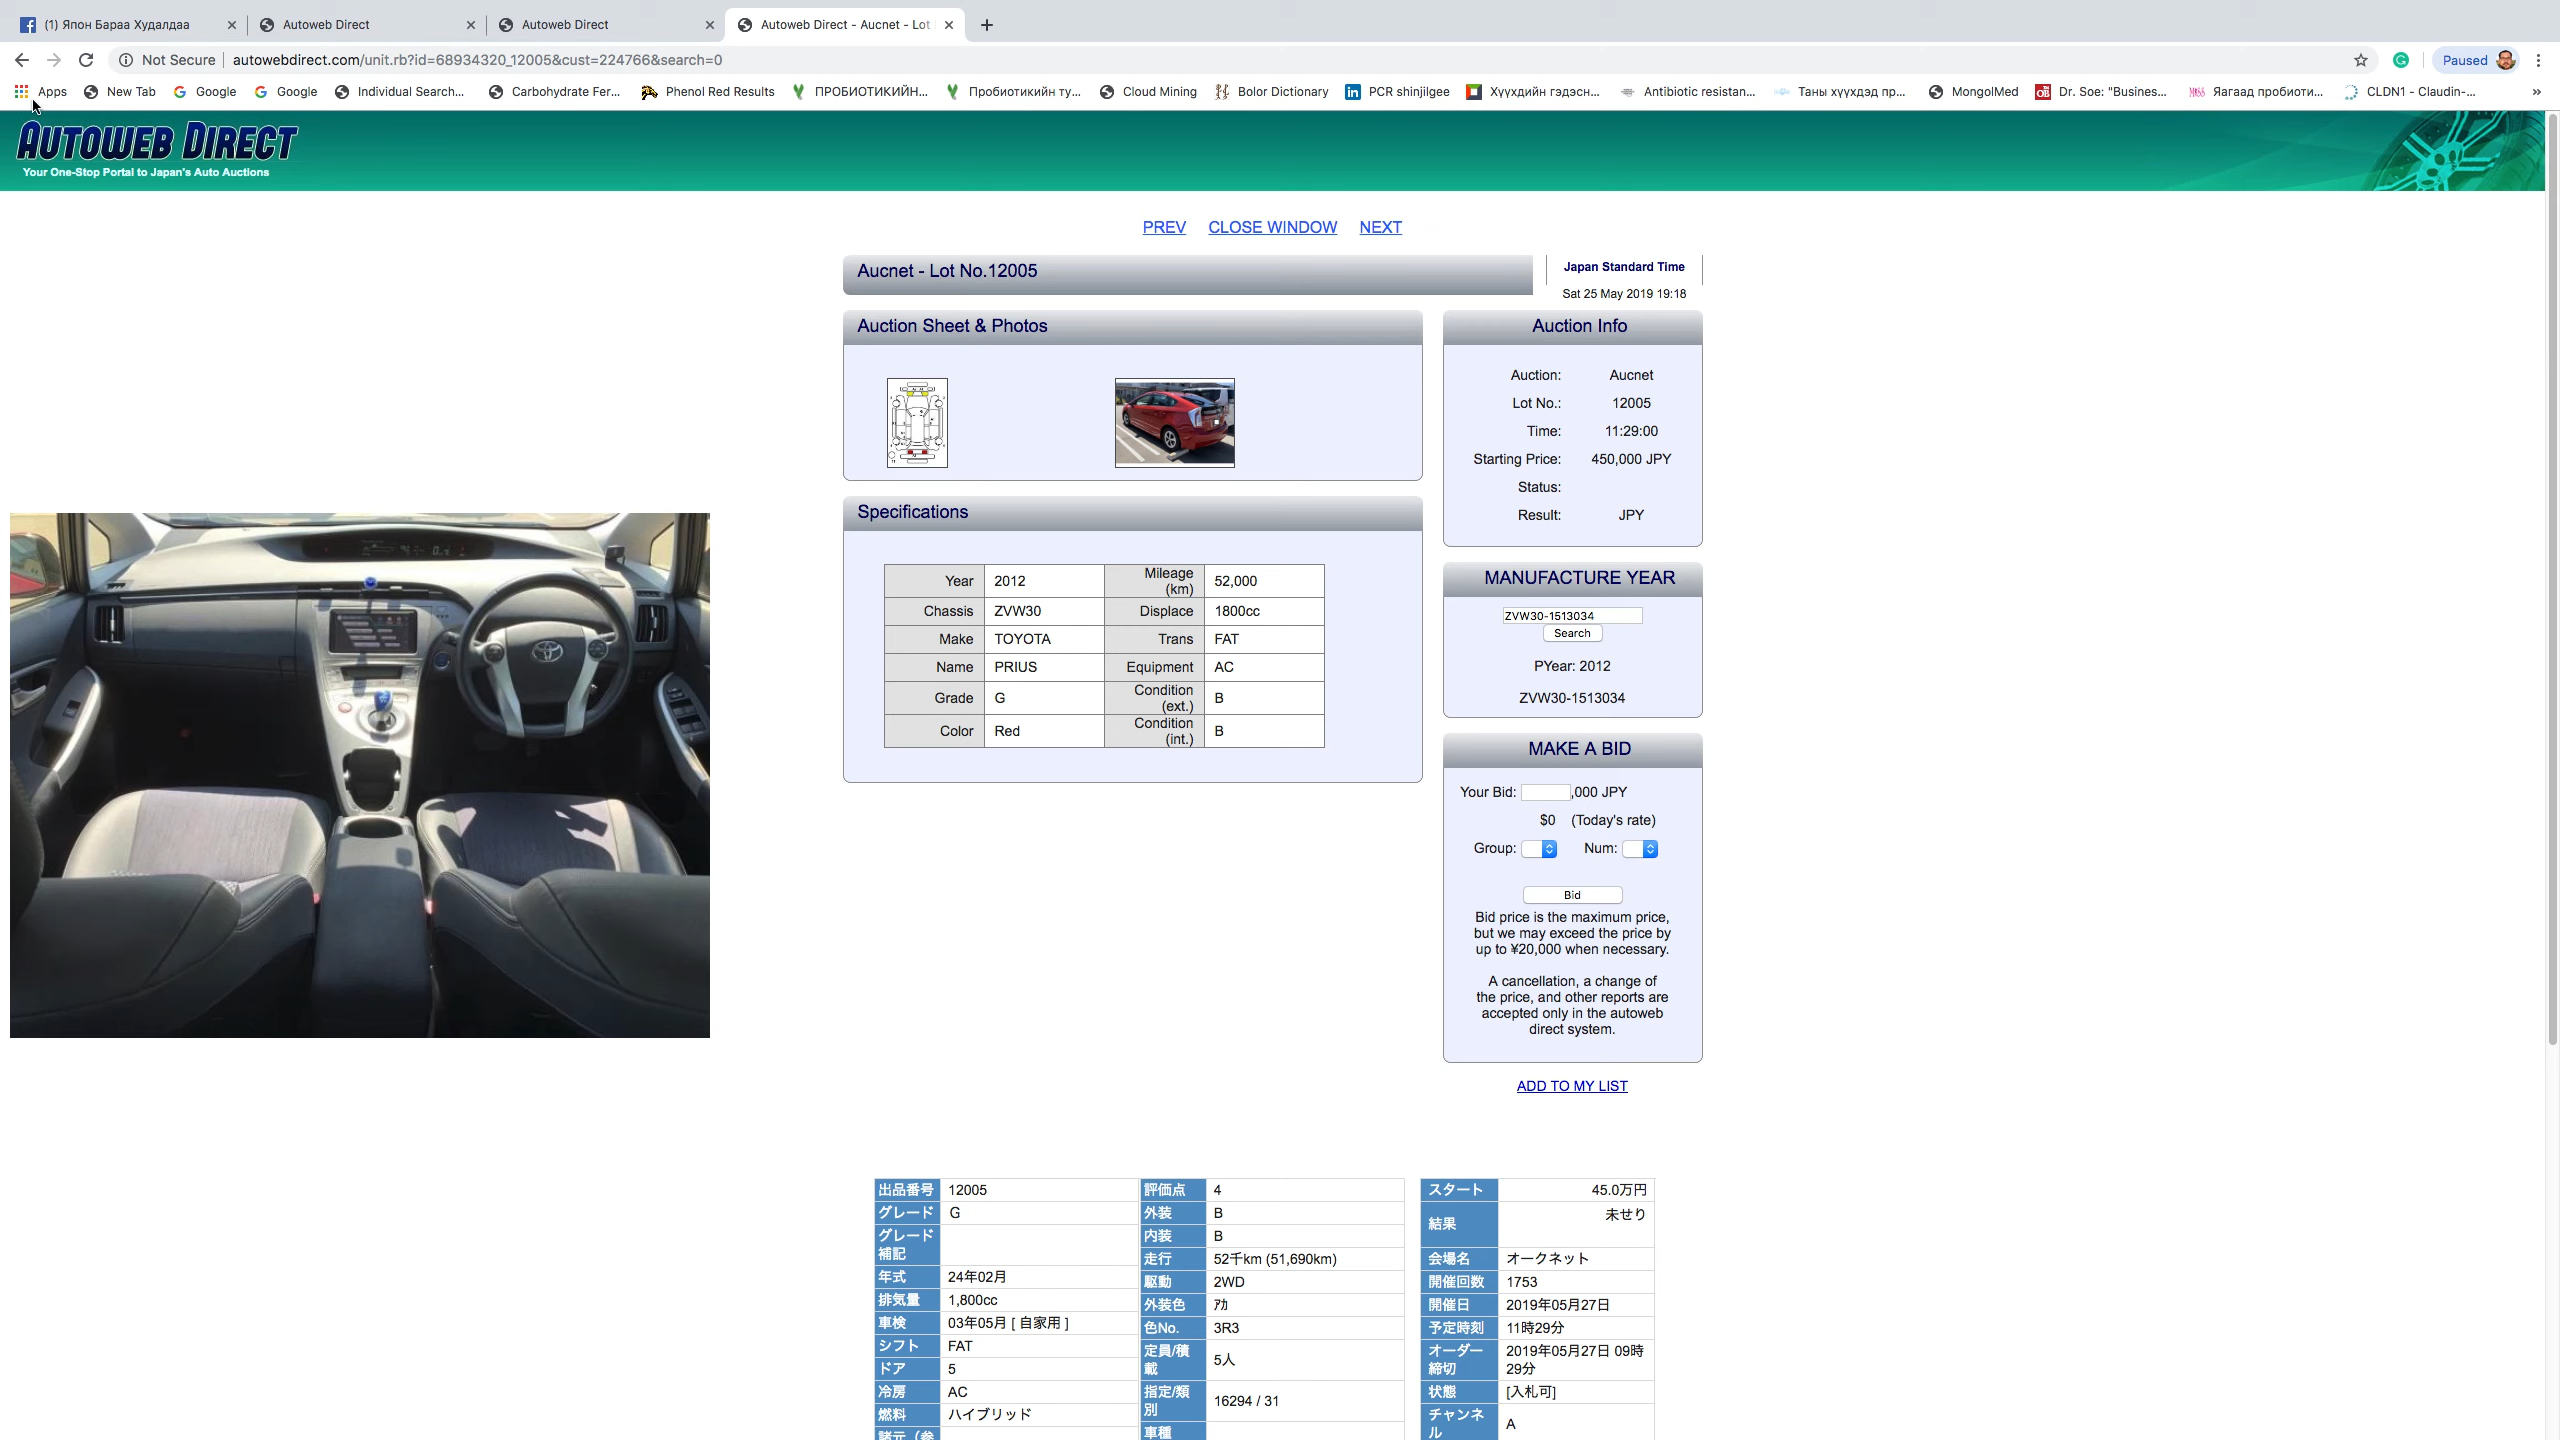 (1) Япон Бараа Худалдаа
Autoweb Direct
Autoweb Direct
Autoweb Direct - Aucnet - Lot
Not Secure
autowebdirect.com/unit.rb?id=68934320_12005&cust=224766&search=0
Paused
Apps
New Tab
Google
Google
Individual Search...
Carbohydrate Fer...
Phenol Red Results
ПРОБИОТИКИЙН...
Пробиотикийн ту...
Cloud Mining
Bolor Dictionary
PCR shinjilgee
Хүүхдийн гэдэсн...
Antibiotic resistan...
Таны хүүхдэд пр...
MongolMed
Dr. Soe: "Busines...
Яагаад пробиоти...
CLDN1 - Claudin-...
»
AUTOWEB DIRECT
Your One-Stop Portal to Japan's Auto Auctions
PREV CLOSE WINDOW NEXT
Aucnet - Lot No.12005
Japan Standard Time
Sat 25 May 2019 19:18
Auction Sheet & Photos
Auction Info
Auction: Aucnet
Lot No.: 12005
Time: 11:29:00
Starting Price: 450,000 JPY
Status:
Result: JPY
Specifications
Year 2012 Mileage (km) 52,000
Chassis ZVW30 Displace 1800cc
Make TOYOTA Trans FAT
Name PRIUS Equipment AC
Grade G Condition (ext.) B
Color Red Condition (int.) B
MANUFACTURE YEAR
ZVW30-1513034
Search
PYear: 2012
ZVW30-1513034
MAKE A BID
Your Bid: ,000 JPY
$0 (Today's rate)
Group: Num:
Bid
Bid price is the maximum price,
but we may exceed the price by
up to ¥20,000 when necessary.
A cancellation, a change of
the price, and other reports are
accepted only in the autoweb
direct system.
ADD TO MY LIST
出品番号 12005
グレード G
グレード補記
年式 24年02月
排気量 1,800cc
車検 03年05月 [ 自家用 ]
シフト FAT
ドア 5
冷房 AC
燃料 ハイブリッド
諸元（参
評価点 4
外装 B
内装 B
走行 52千km (51,690km)
駆動 2WD
外装色 ｱｶ
色No. 3R3
定員/積載 5人
指定/類別 16294 / 31
車種
スタート 45.0万円
結果 未せり
会場名 オークネット
開催回数 1753
開催日 2019年05月27日
予定時刻 11時29分
オーダー締切 2019年05月27日 09時29分
状態 [入札可]
チャンネル A